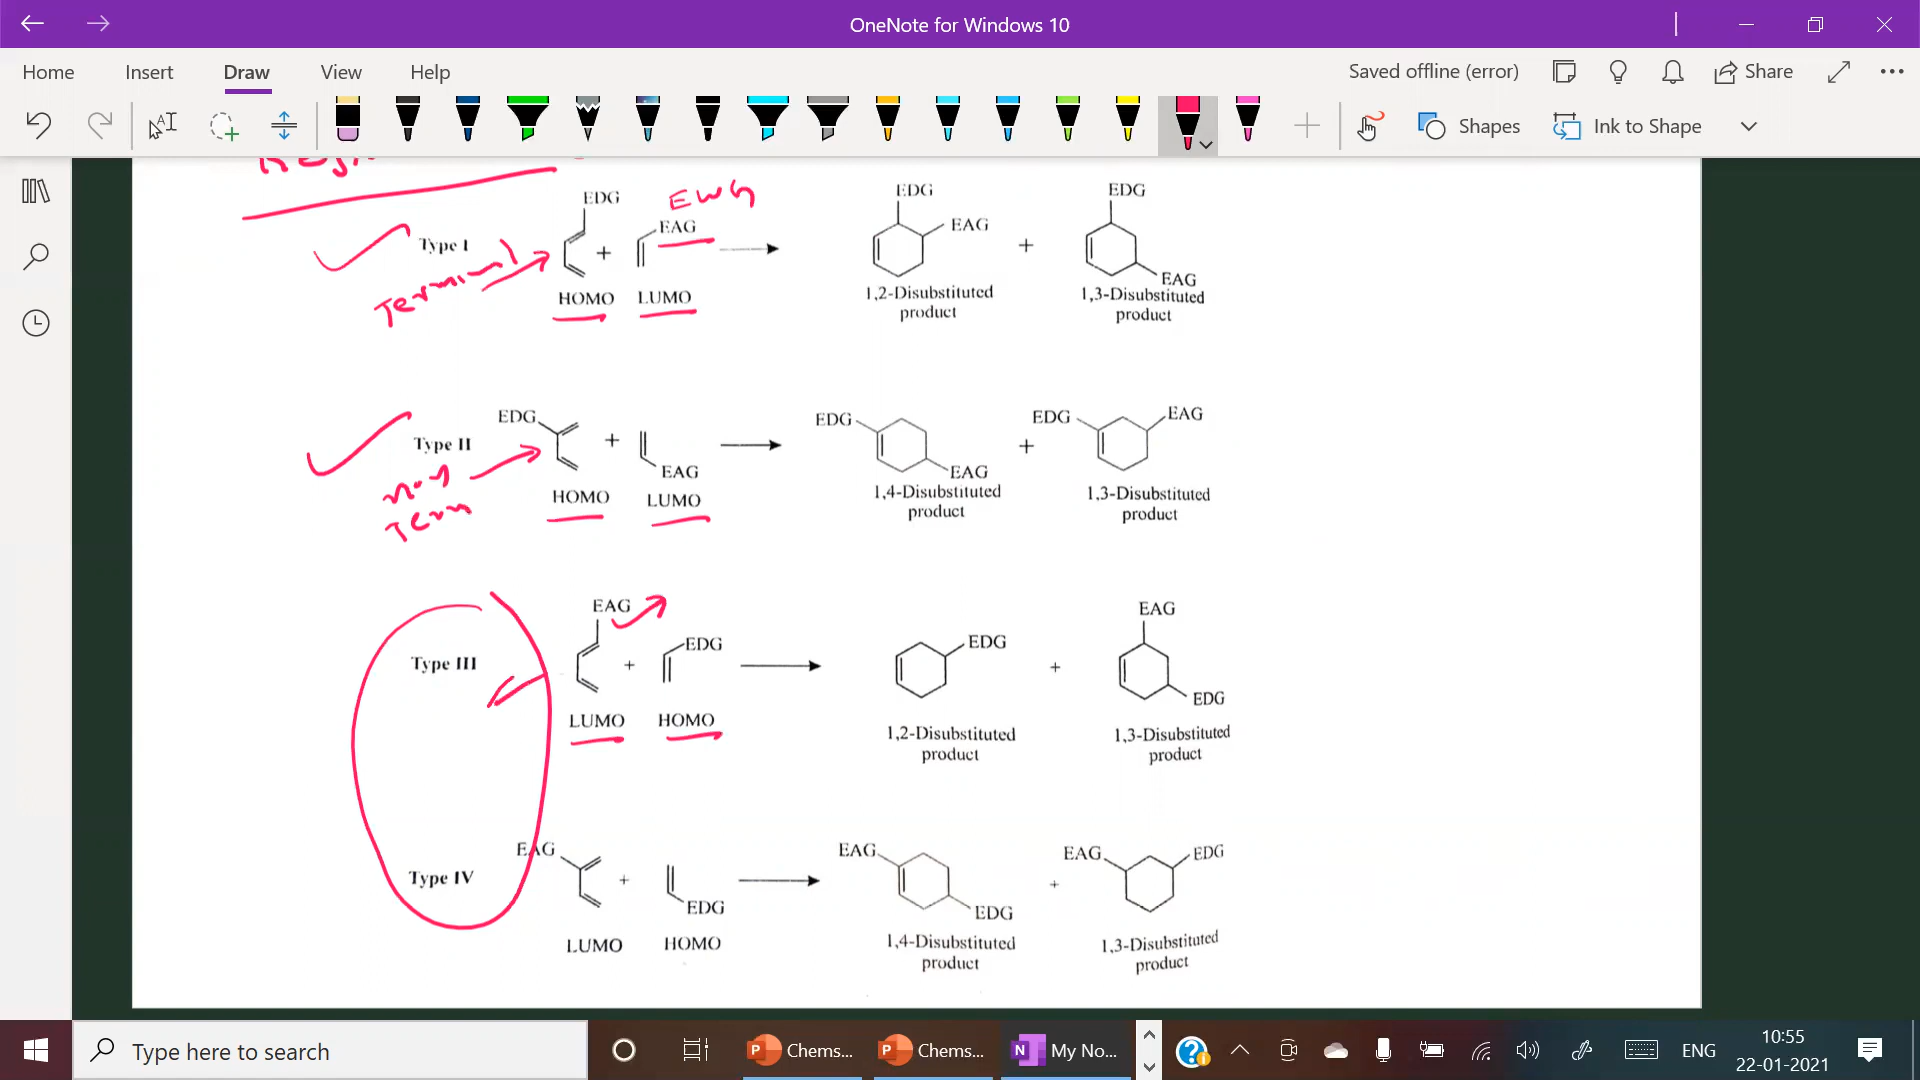 OneNote for Windows 10
Home Insert Draw View Help
Saved offline (error) Share
Shapes Ink to Shape
EDG EWG EDG EDG
Type I EAG EAG
Terminal + +
EAG
HOMO LUMO 1,2-Disubstituted product 1,3-Disubstituted product
EDG EDG EDG EAG
Type II + +
EAG EAG
HOMO LUMO 1,4-Disubstituted product 1,3-Disubstituted product
Term
EAG EAG
EDG EDG
Type III + +
EDG
LUMO HOMO 1,2-Disubstituted product 1,3-Disubstituted product
EAG EAG EAG EDG
Type IV + +
EDG EDG
LUMO HOMO 1,4-Disubstituted product 1,3-Disubstituted product
Type here to search
Chems... Chems... My No... ENG
10:55
22-01-2021